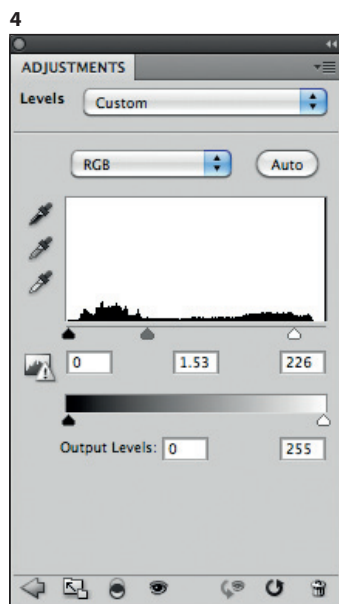 4
ADJUSTMENTS
Levels Custom
RGB Auto
0 1.53 226
Output Levels: 0 255